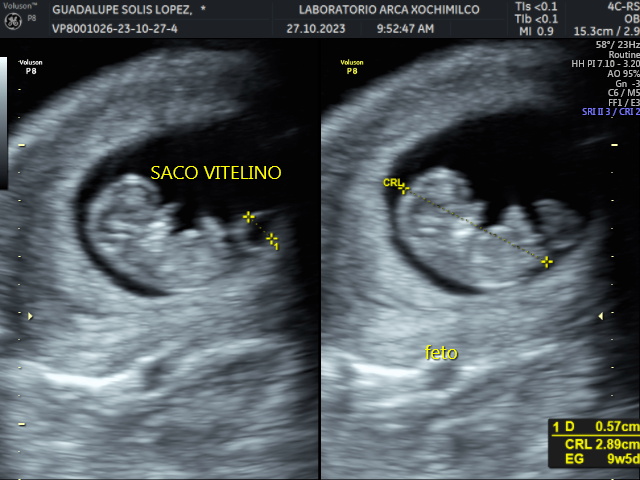 Voluson™
GE
GUADALUPE SOLIS LOPEZ, *
VP8001026-23-10-27-4
LABORATORIO ARCA XOCHIMILCO
27.10.2023 9:52:47 AM
TIs <0.1
TIb <0.1
MI 0.9
4C-RS
OB
15.3cm / 2.9
58°/ 23Hz
Routine
HH PI 7.10 - 3.20
AO 95%
Gn -3
C6 / M5
FF1 / E3
SRI II 3 / CRI 2
Voluson
P8
Voluson
P8
SACO VITELINO
1
CRL
feto
1 D 0.57cm
CRL 2.89cm
EG 9w5d